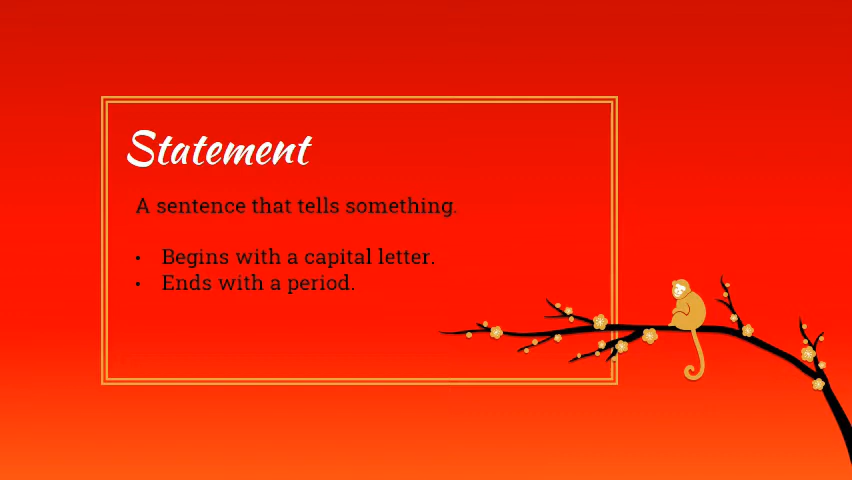 Statement
A sentence that tells something.
• Begins with a capital letter.
• Ends with a period.